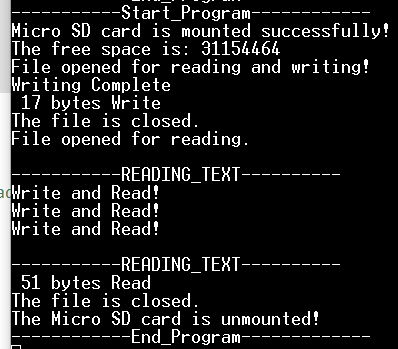 End_Program
-----------Start_Program-------------
Micro SD card is mounted successfully!
The free space is: 31154464
File opened for reading and writing!
Writing Complete
 17 bytes Write
The file is closed.
File opened for reading.
-----------READING_TEXT----------
Write and Read!
Write and Read!
Write and Read!
-----------READING_TEXT----------
 51 bytes Read
The file is closed.
The Micro SD card is unmounted!
------------End_Program-------------